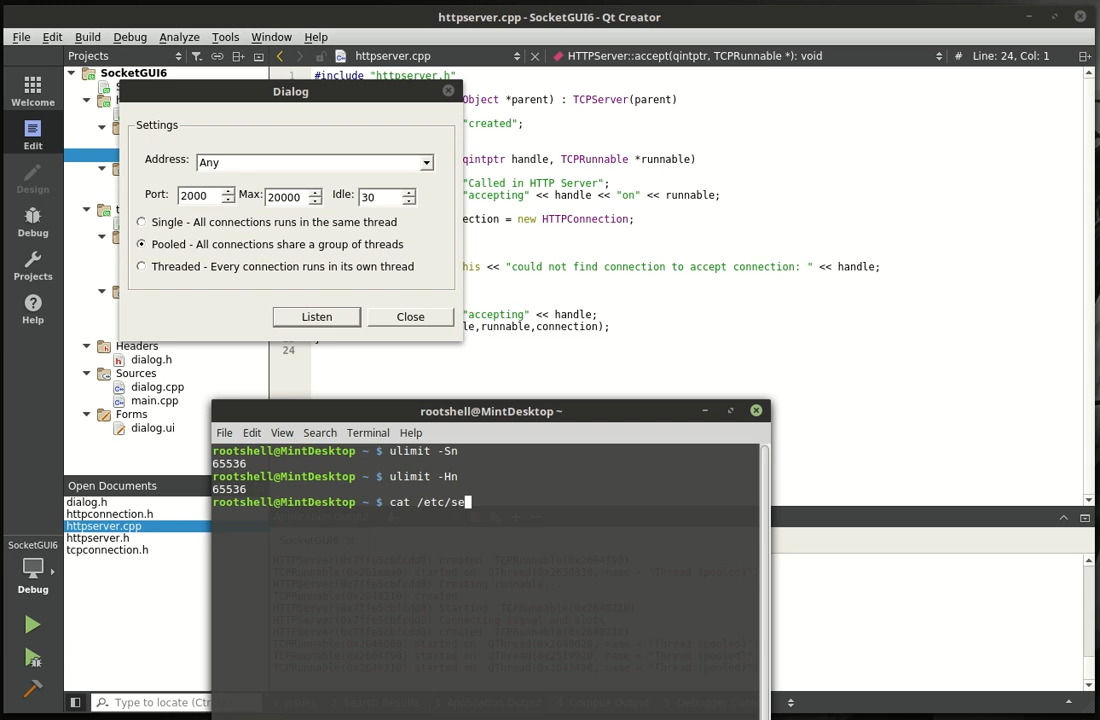 httpserver.cpp - SocketGUI6 - Qt Creator
File Edit Build Debug Analyze Tools Window Help
Projects
httpserver.cpp
HTTPServer::accept(qintptr, TCPRunnable *): void
# Line: 24, Col: 1
Welcome
Edit
Design
Debug
Projects
Help
SocketGUI6
Debug
SocketGUI6
Headers
dialog.h
Sources
dialog.cpp
main.cpp
Forms
dialog.ui
Open Documents
dialog.h
httpconnection.h
httpserver.cpp
httpserver.h
tcpconnection.h
Type to locate (Ctr
1 #include "httpserver.h"
Object *parent) : TCPServer(parent)
"created";
qintptr handle, TCPRunnable *runnable)
"Called in HTTP Server";
"accepting" << handle << "on" << runnable;
ection = new HTTPConnection;
his << "could not find connection to accept connection: " << handle;
"accepting" << handle;
le,runnable,connection);
24
Dialog
Settings
Address: Any
Port: 2000 Max: 20000 Idle: 30
Single - All connections runs in the same thread
Pooled - All connections share a group of threads
Threaded - Every connection runs in its own thread
Listen Close
rootshell@MintDesktop ~
File Edit View Search Terminal Help
rootshell@MintDesktop ~ $ ulimit -Sn
65536
rootshell@MintDesktop ~ $ ulimit -Hn
65536
rootshell@MintDesktop ~ $ cat /etc/se